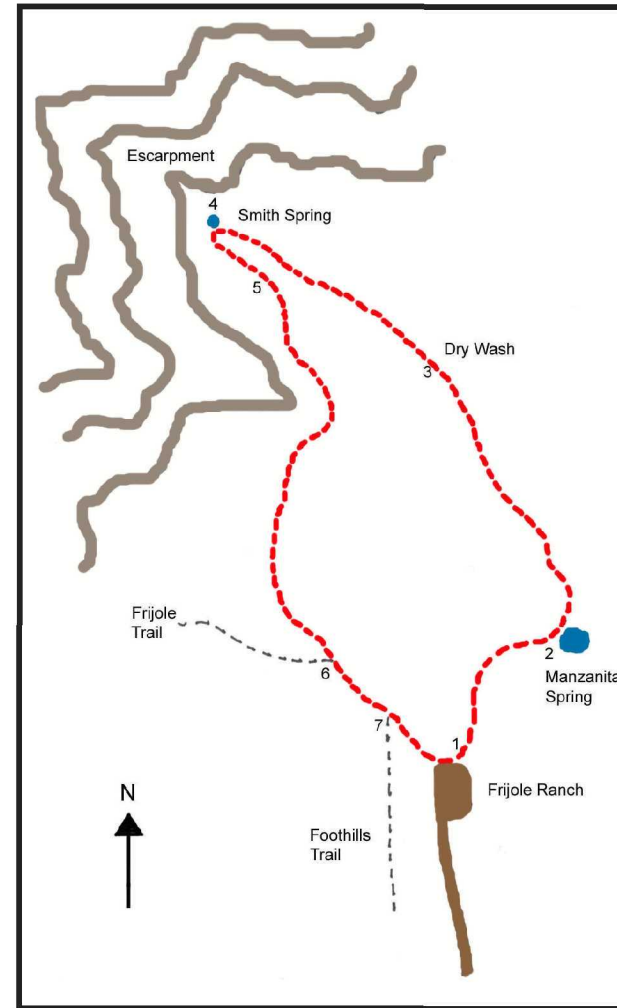 Escarpment
4
Smith Spring
5
Dry Wash
3
Frijole
Trail
6
2
Manzanita
Spring
7
1
Frijole Ranch
N
Foothills
Trail